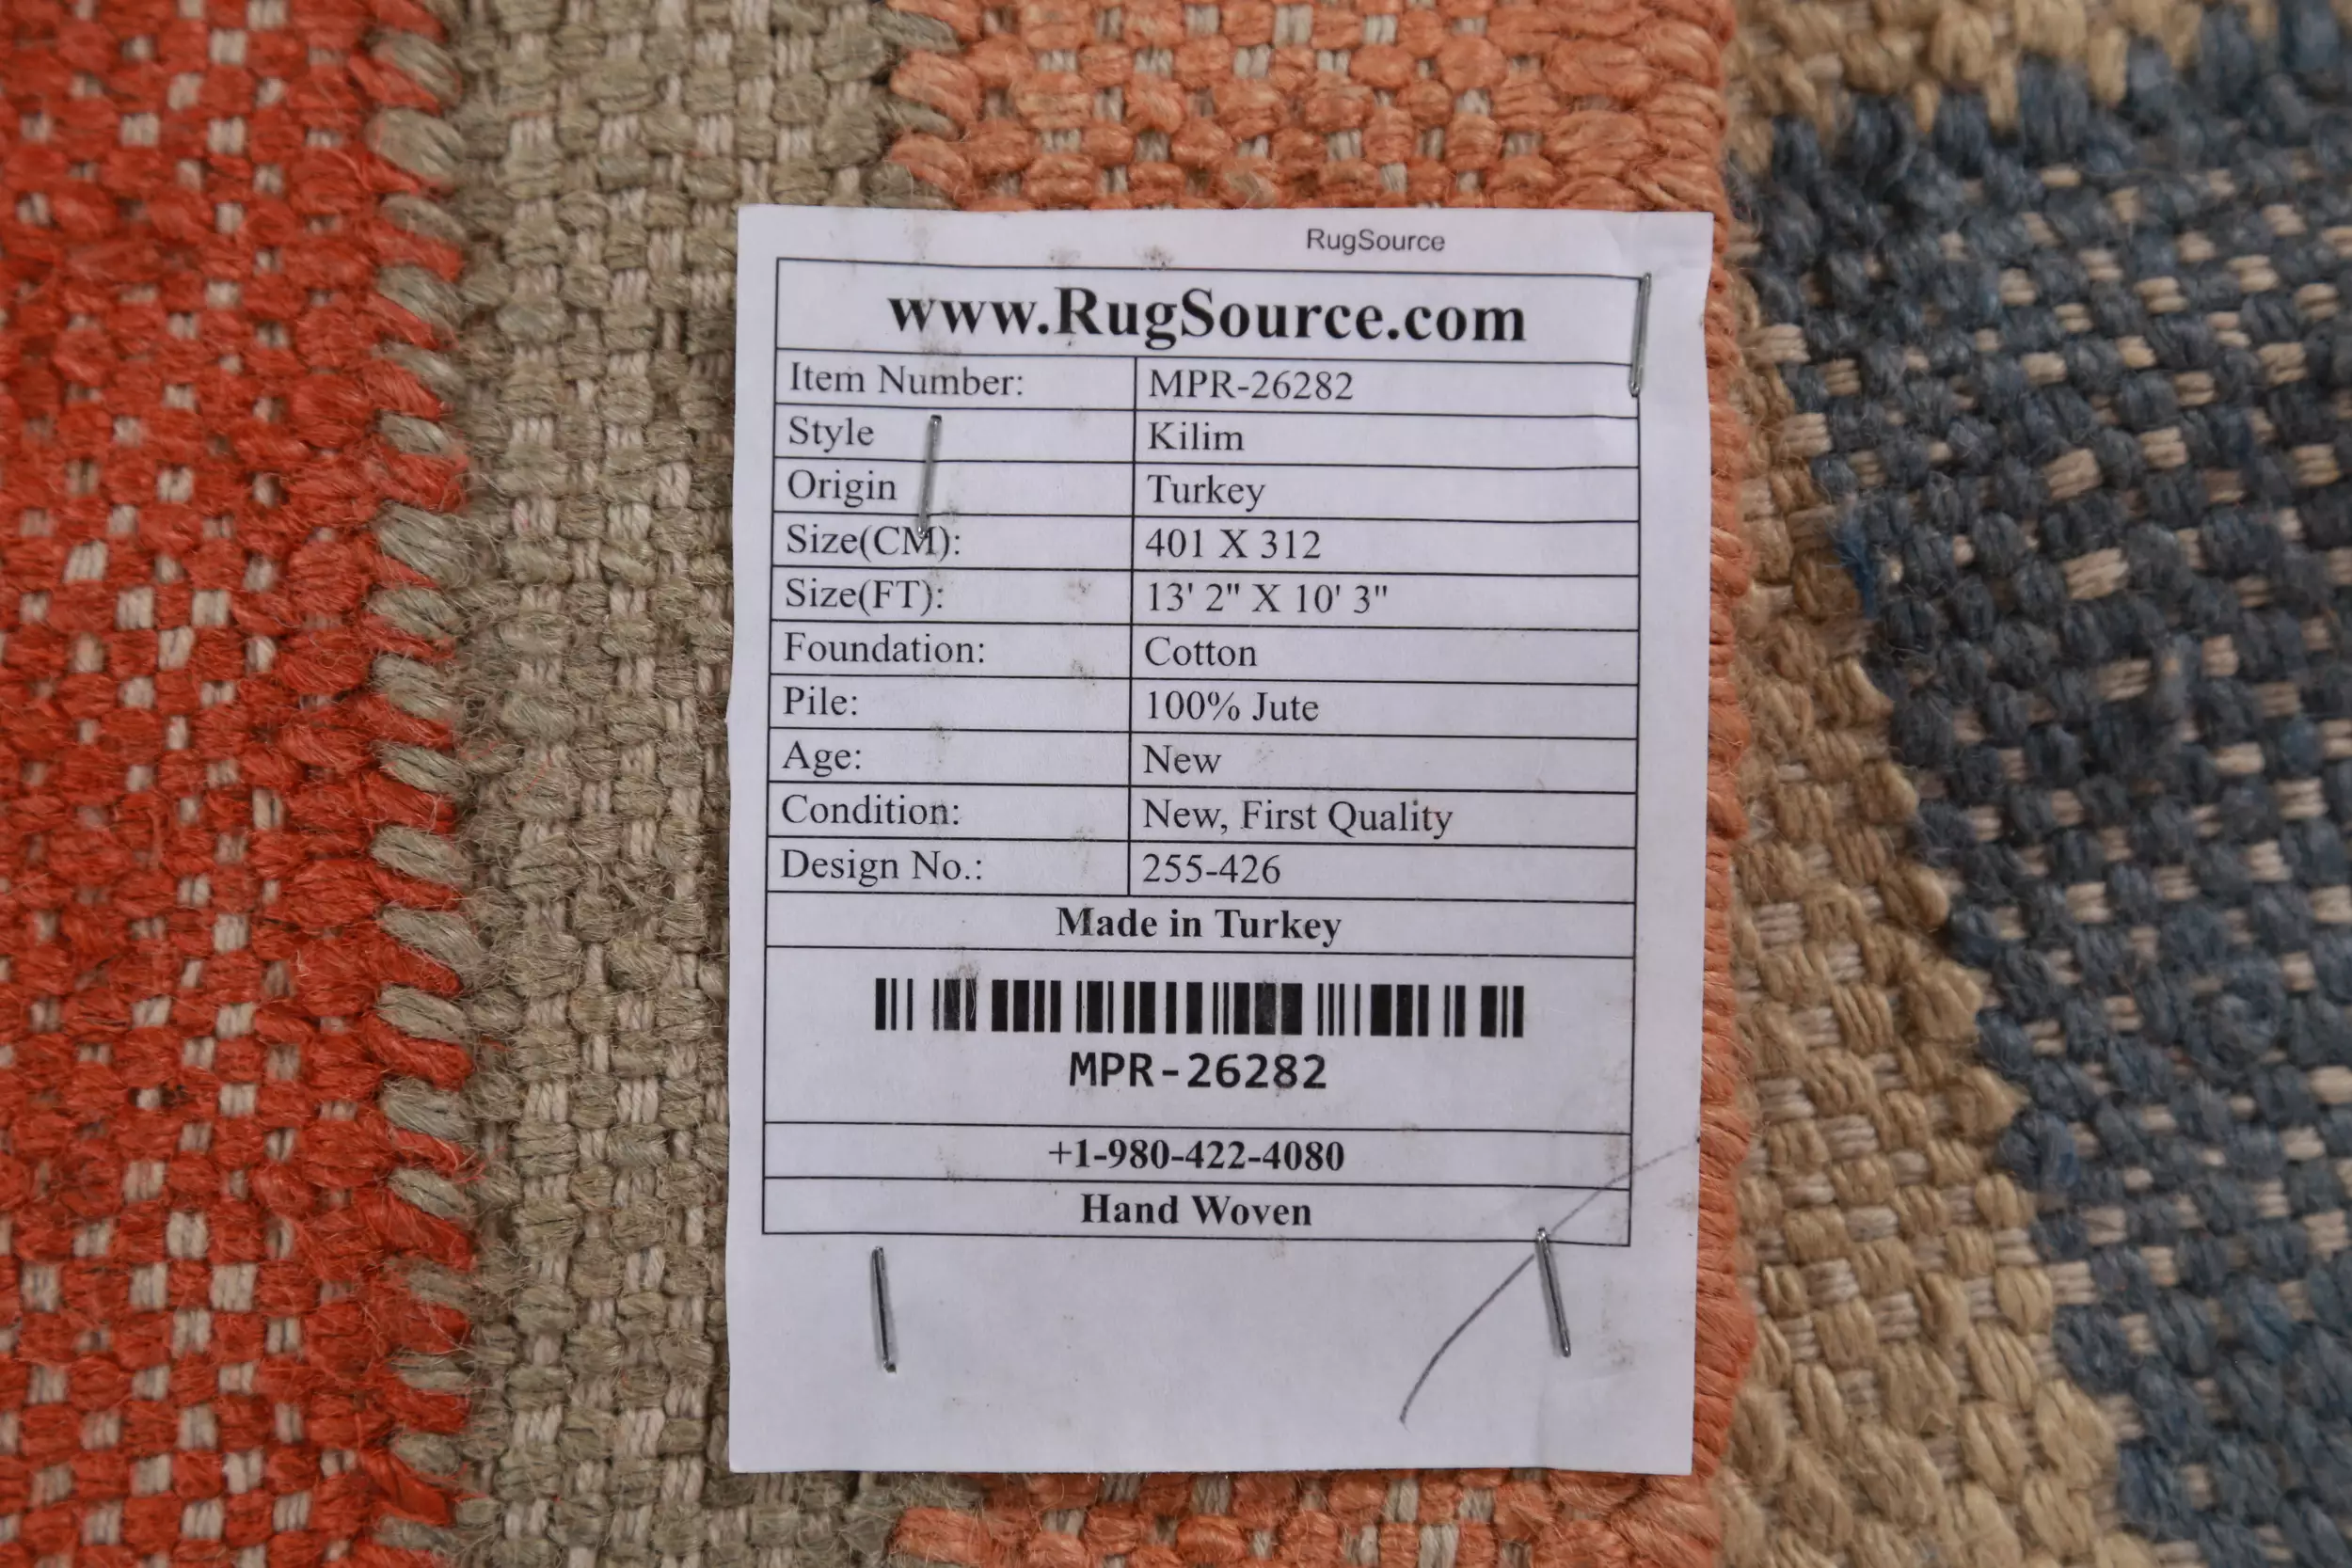 RugSource
www.RugSource.com
Item Number: MPR-26282
Style Kilim
Origin Turkey
Size(CM): 401 X 312
Size(FT): 13' 2" X 10' 3"
Foundation: Cotton
Pile: 100% Jute
Age: New
Condition: New, First Quality
Design No.: 255-426
Made in Turkey
MPR-26282
+1-980-422-4080
Hand Woven